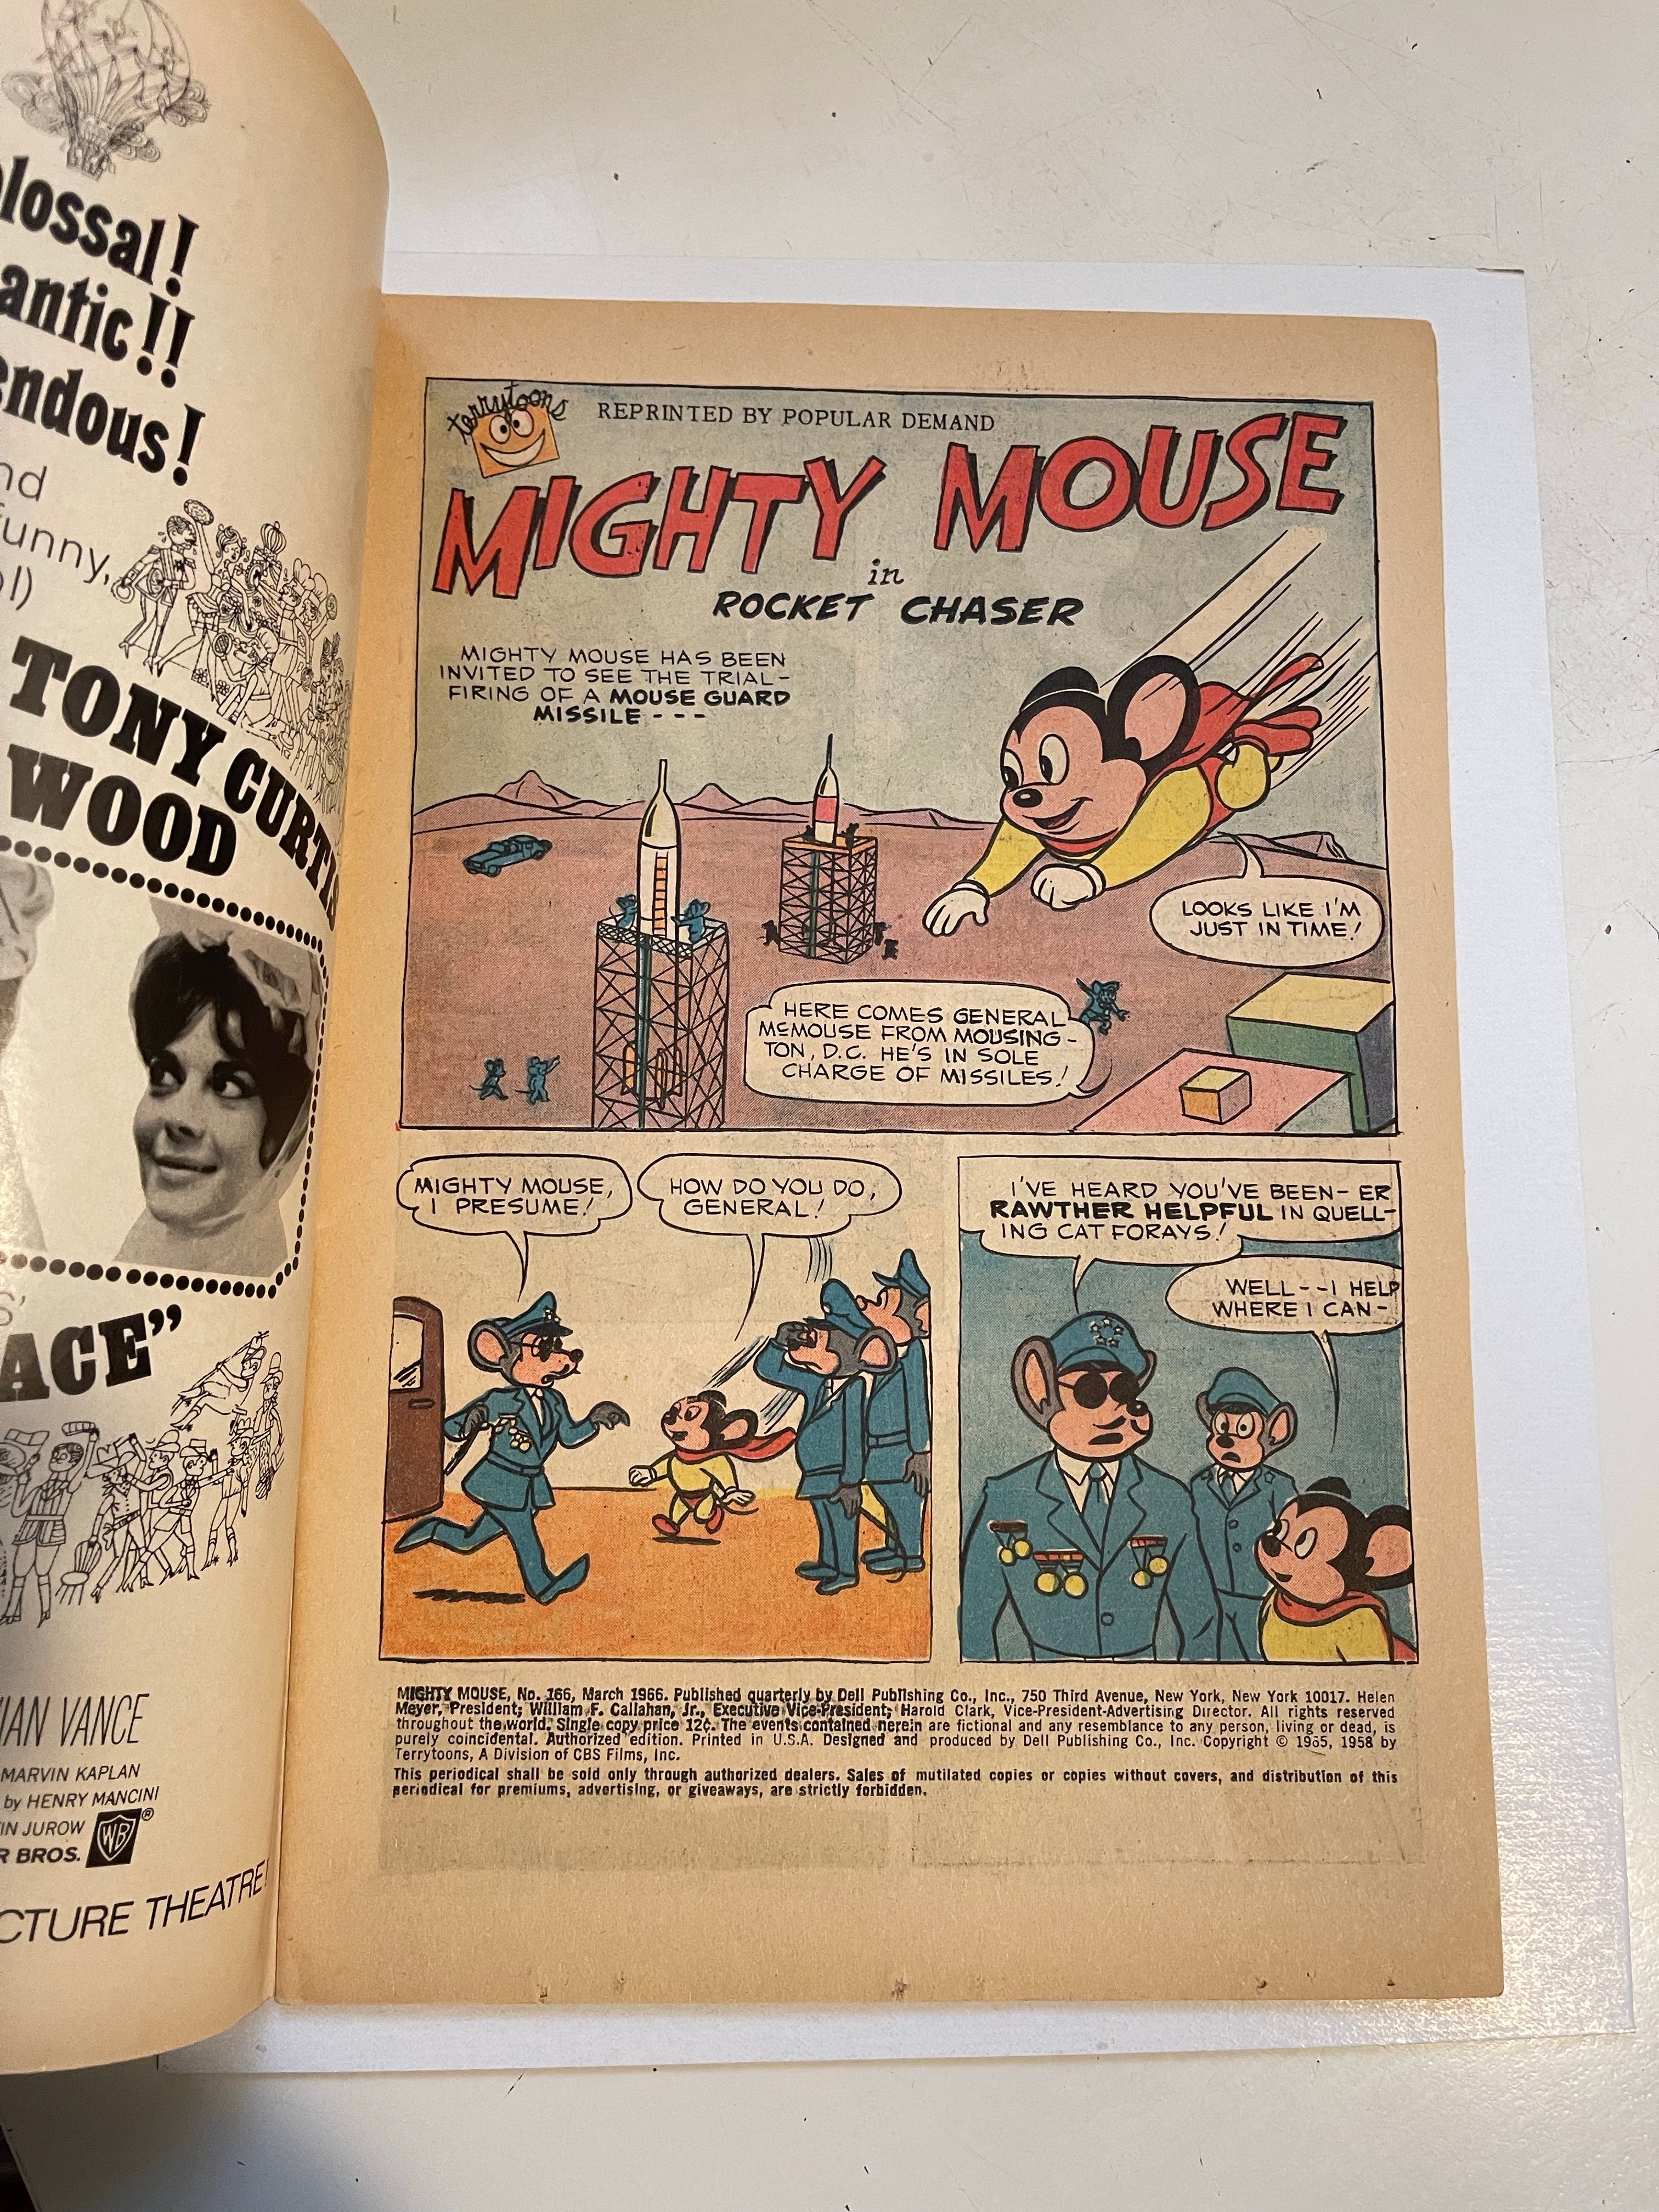 olossal!
antic!!
endous!
nd
funny,
ol)
TONY CURTIS
WOOD
ACE"
IAN VANCE
MARVIN KAPLAN
by HENRY MANCINI
IN JUROW
R BROS. WB ®
CTURE THEATRE!
terrytoons
REPRINTED BY POPULAR DEMAND
MIGHTY MOUSE
in
ROCKET CHASER
MIGHTY MOUSE HAS BEEN
INVITED TO SEE THE TRIAL-
FIRING OF A MOUSE GUARD
MISSILE---
LOOKS LIKE I'M
JUST IN TIME!
HERE COMES GENERAL
McMOUSE FROM MOUSING-
TON, D.C. HE'S IN SOLE
CHARGE OF MISSILES!
MIGHTY MOUSE,
I PRESUME!
HOW DO YOU DO,
GENERAL!
I'VE HEARD YOU'VE BEEN-ER
RAWTHER HELPFUL IN QUELL-
ING CAT FORAYS!
WELL--I HELP
WHERE I CAN-
MIGHTY MOUSE, No. 166, March 1966. Published quarterly by Dell Publishing Co., Inc., 750 Third Avenue, New York, New York 10017. Helen
Meyer, President; William F. Callahan, Jr., Executive Vice-President; Harold Clark, Vice-President-Advertising Director. All rights reserved
throughout the world. Single copy price 12¢. The events contained herein are fictional and any resemblance to any person, living or dead, is
purely coincidental. Authorized edition. Printed in U.S.A. Designed and produced by Dell Publishing Co., Inc. Copyright © 1965, 1958 by
Terrytoons, A Division of CBS Films, Inc.
This periodical shall be sold only through authorized dealers. Sales of mutilated copies or copies without covers, and distribution of this
periodical for premiums, advertising, or giveaways, are strictly forbidden.